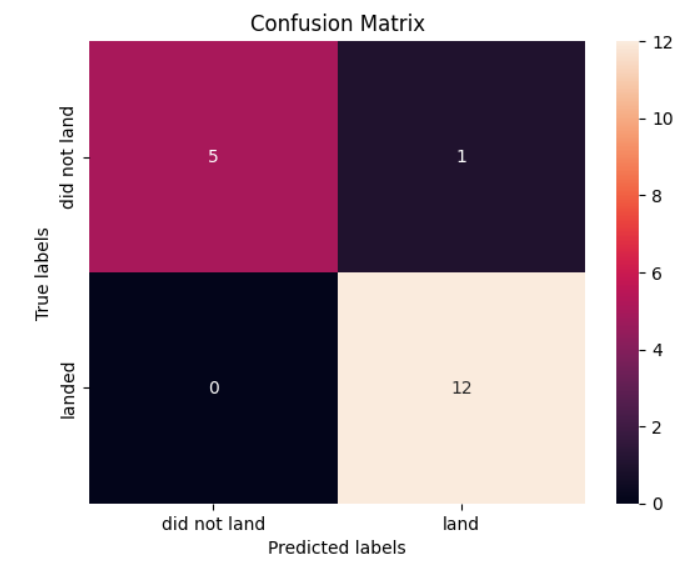 Confusion Matrix
did not land
landed
True labels
5
1
0
12
did not land
land
Predicted labels
12
10
8
6
4
2
0